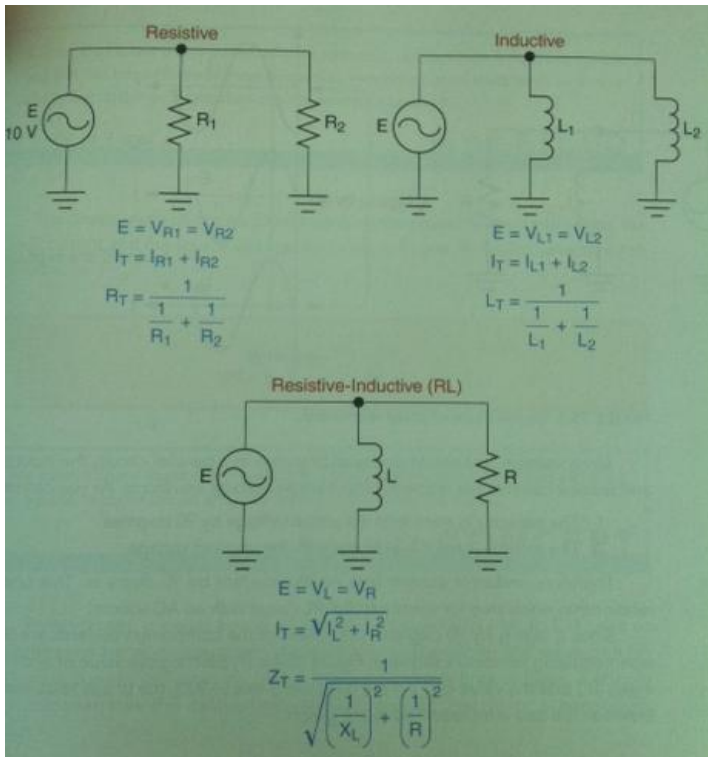 Resistive
E
10 V
R1
R2
E = VR1 = VR2
IT = IR1 + IR2
RT = 1 / (1/R1 + 1/R2)
Inductive
E
L1
L2
E = VL1 = VL2
IT = IL1 + IL2
LT = 1 / (1/L1 + 1/L2)
Resistive-Inductive (RL)
E
L
R
E = VL = VR
IT = √(IL² + IR²)
ZT = 1 / √((1/XL)² + (1/R)²)